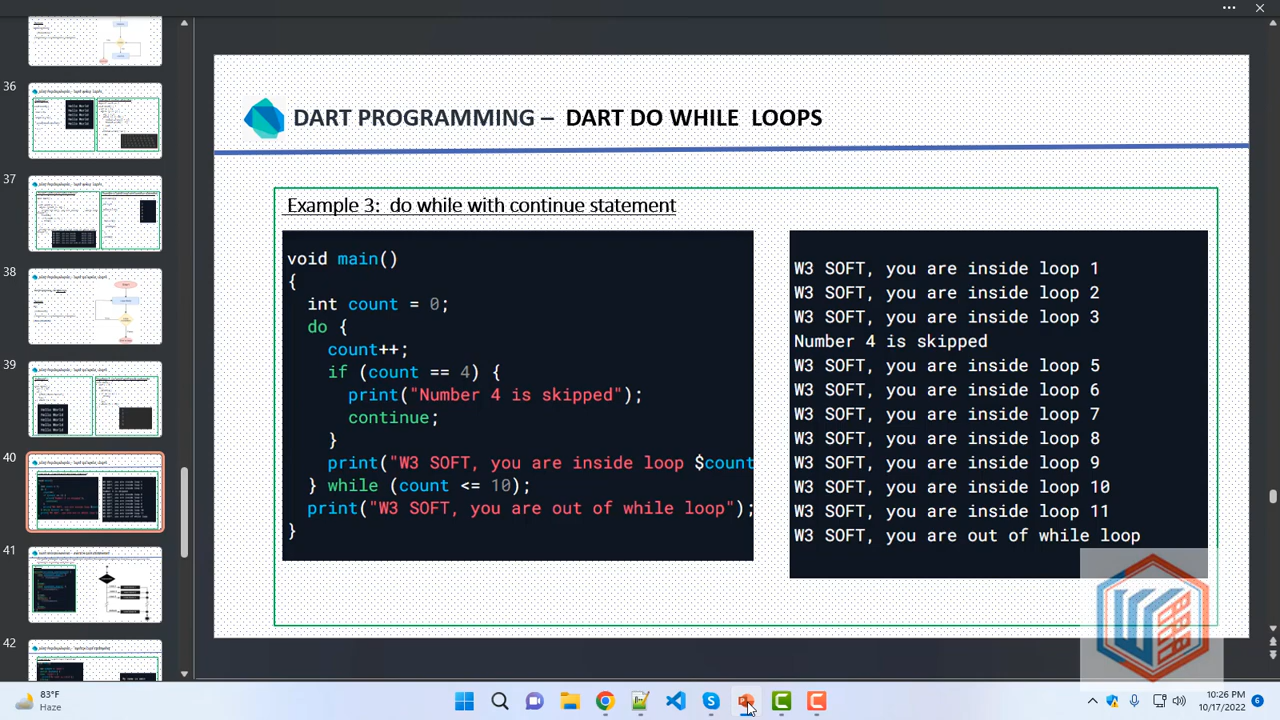 36
37
38
39
40
41
42
DART PROGRAMMING – DART DO WHILE LOOPS
Example 3: do while with continue statement
void main()
{
int count = 0;
do {
count++;
if (count == 4) {
print("Number 4 is skipped");
continue;
}
print("W3 SOFT, you are inside loop $count
while (count <= 10);
print("W3 SOFT, you are out of while loop");
}
W3 SOFT, you are inside loop 1
W3 SOFT, you are inside loop 2
W3 SOFT, you are inside loop 3
Number 4 is skipped
W3 SOFT, you are inside loop 5
W3 SOFT, you are inside loop 6
W3 SOFT, you are inside loop 7
W3 SOFT, you are inside loop 8
W3 SOFT, you are inside loop 9
W3 SOFT, you are inside loop 10
W3 SOFT, you are inside loop 11
W3 SOFT, you are out of while loop
83°F
Haze
10:26 PM
10/17/2022
6